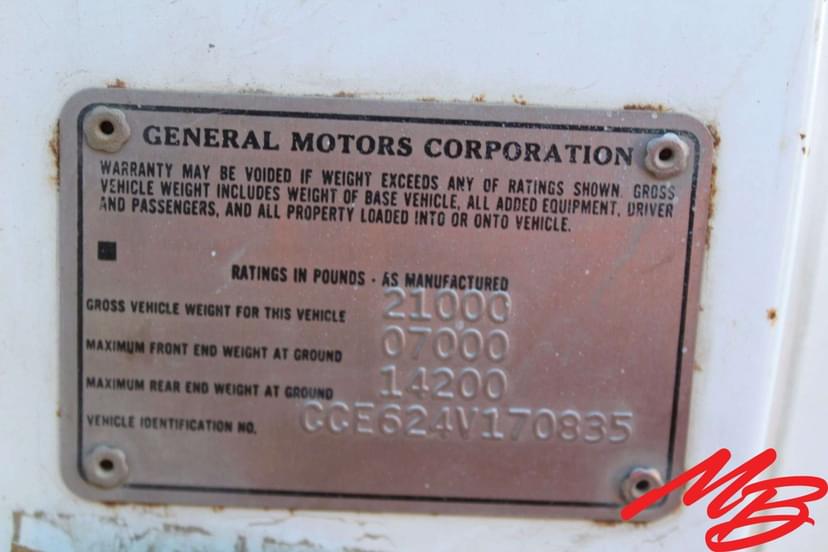 GENERAL MOTORS CORPORATION
WARRANTY MAY BE VOIDED IF WEIGHT EXCEEDS ANY OF RATINGS SHOWN. GROSS
VEHICLE WEIGHT INCLUDES WEIGHT OF BASE VEHICLE, ALL ADDED EQUIPMENT, DRIVER
AND PASSENGERS, AND ALL PROPERTY LOADED INTO OR ONTO VEHICLE.
RATINGS IN POUNDS - AS MANUFACTURED
GROSS VEHICLE WEIGHT FOR THIS VEHICLE 21000
MAXIMUM FRONT END WEIGHT AT GROUND 07000
MAXIMUM REAR END WEIGHT AT GROUND 14200
VEHICLE IDENTIFICATION NO. CCE624V170835
MB